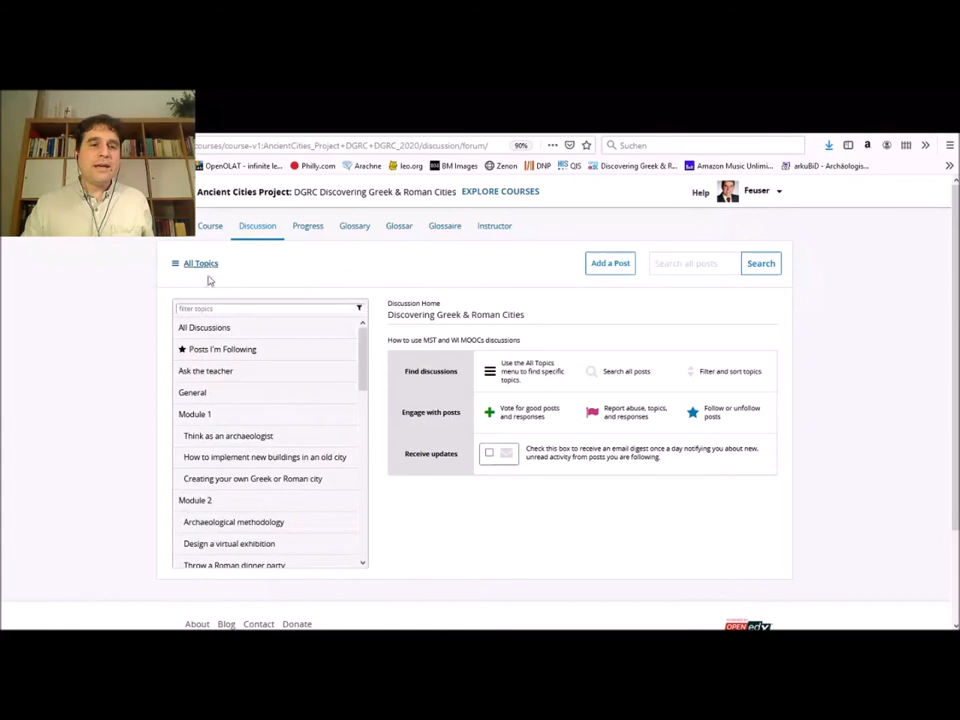 courses/course-v1:AncientCities_Project+DGRC+DGRC_2020/discussion/forum/
90%
Suchen
OpenOLAT - infinite le...
Philly.com
Arachne
leo.org
BM Images
Zenon
DNP
QIS
Discovering Greek & R...
Amazon Music Unlimi...
arkuBiD - Archäologis...
Ancient Cities Project: DGRC Discovering Greek & Roman Cities
EXPLORE COURSES
Help
Feuser
Course
Discussion
Progress
Glossary
Glossar
Glossaire
Instructor
All Topics
Add a Post
Search all posts
Search
filter topics
All Discussions
Posts I'm Following
Ask the teacher
General
Module 1
Think as an archaeologist
How to implement new buildings in an old city
Creating your own Greek or Roman city
Module 2
Archaeological methodology
Design a virtual exhibition
Throw a Roman dinner party
Discussion Home
Discovering Greek & Roman Cities
How to use MST and WI MOOCs discussions
Find discussions
Use the All Topics
menu to find specific
topics.
Search all posts
Filter and sort topics
Engage with posts
Vote for good posts
and responses
Report abuse, topics,
and responses
Follow or unfollow
posts
Receive updates
Check this box to receive an email digest once a day notifying you about new,
unread activity from posts you are following.
About
Blog
Contact
Donate
OPEN edX